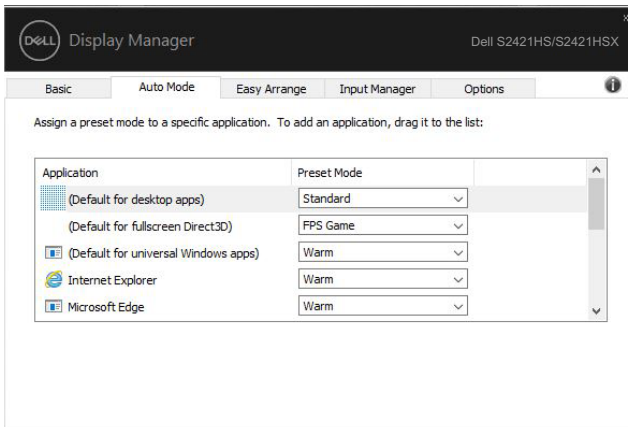 DELL Display Manager Dell S2421HS/S2421HSX
x
Basic Auto Mode Easy Arrange Input Manager Options i
Assign a preset mode to a specific application. To add an application, drag it to the list:
Application Preset Mode
(Default for desktop apps) Standard
(Default for fullscreen Direct3D) FPS Game
(Default for universal Windows apps) Warm
Internet Explorer Warm
Microsoft Edge Warm